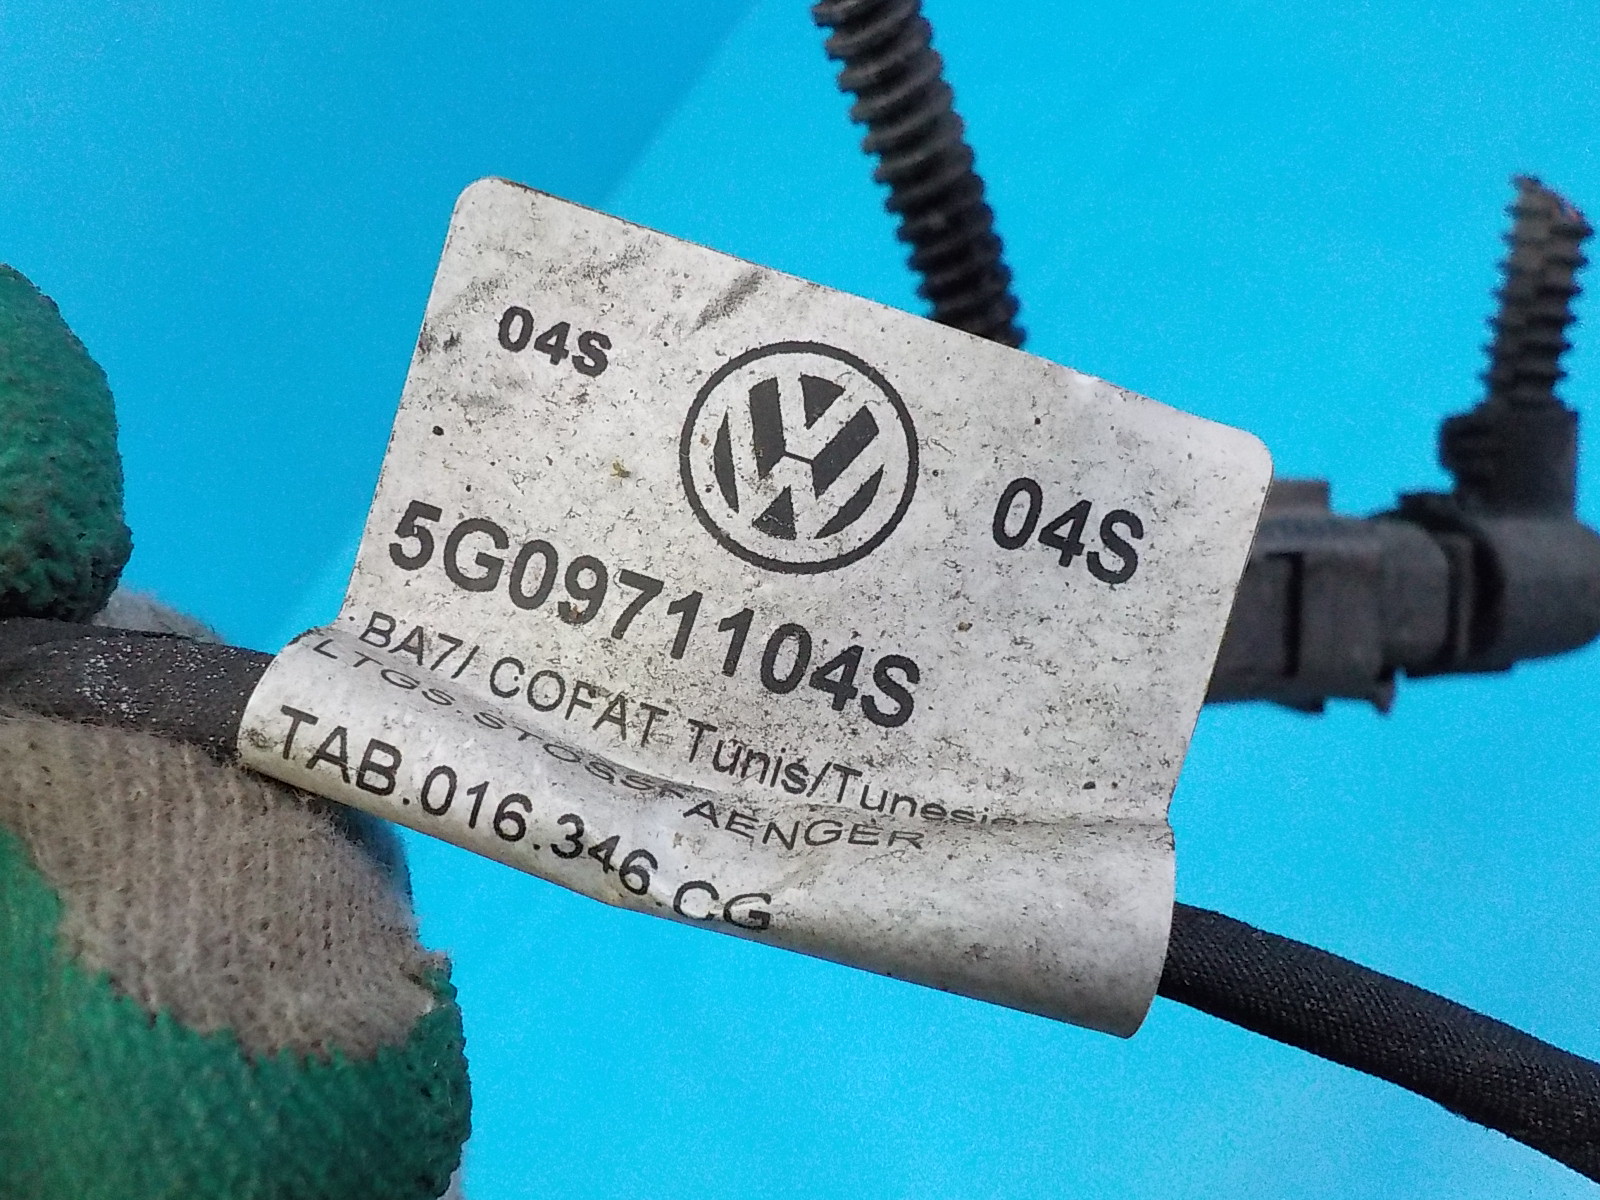 04S
04S
5G0971104S
BA7/ COFAT Tunis/Tunesie
LTGS STOSSFAENGER
TAB.016.346.CG